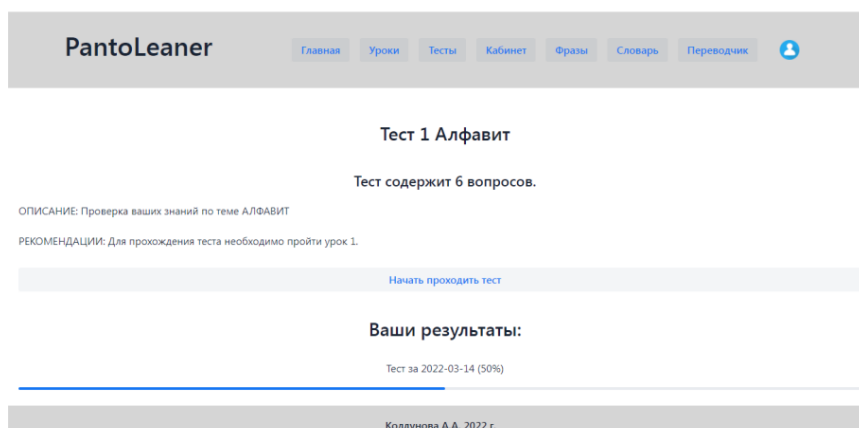 PantoLeaner
Главная Уроки Тесты Кабинет Фразы Словарь Переводчик
Тест 1 Алфавит
Тест содержит 6 вопросов.
ОПИСАНИЕ: Проверка ваших знаний по теме АЛФАВИТ
РЕКОМЕНДАЦИИ: Для прохождения теста необходимо пройти урок 1.
Начать проходить тест
Ваши результаты:
Тест за 2022-03-14 (50%)
Колдунова А.А. 2022 г.